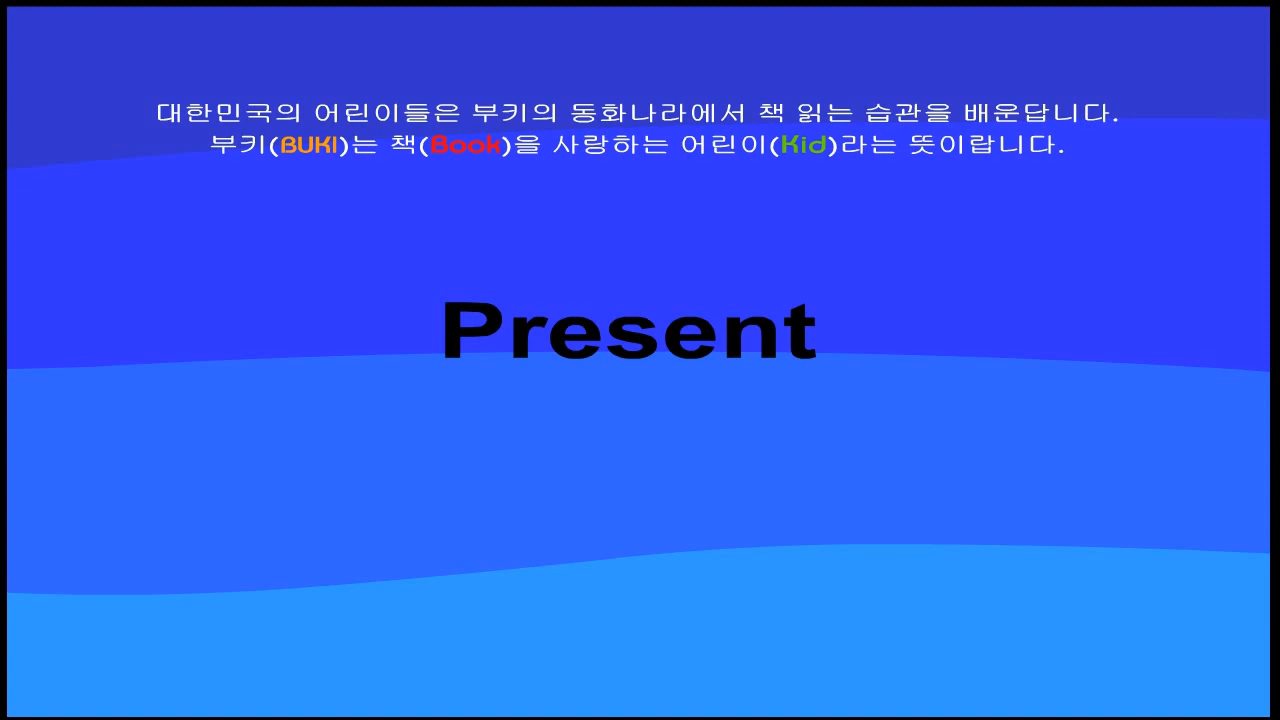 대한민국의 어린이들은 부키의 동화나라에서 책 읽는 습관을 배운답니다.
부키(BUKI)는 책(Book)을 사랑하는 어린이(Kid)라는 뜻이랍니다.
Present